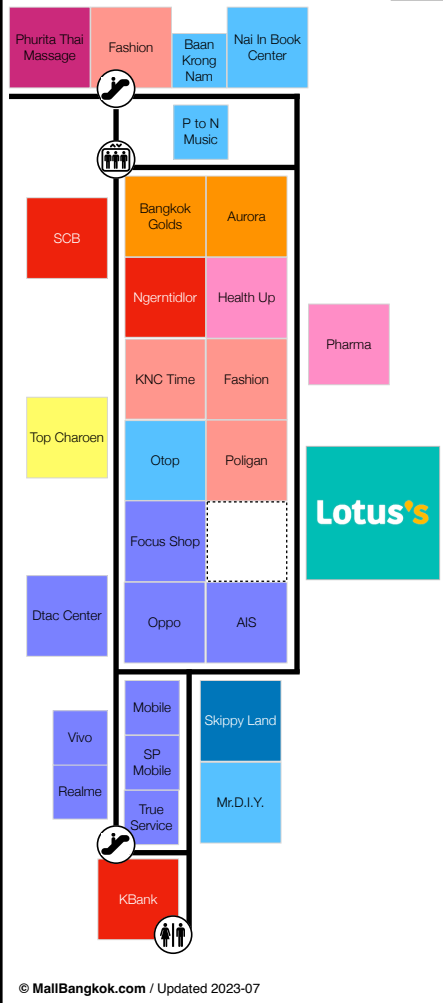 Phurita Thai
Massage
Fashion
Baan
Krong
Nam
Nai In Book
Center
P to N
Music
SCB
Bangkok
Golds
Aurora
Ngerntidlor
Health Up
Pharma
KNC Time
Fashion
Top Charoen
Otop
Poligan
Lotus's
Focus Shop
Dtac Center
Oppo
AIS
Mobile
Skippy Land
Vivo
SP
Mobile
Realme
Mr.D.I.Y.
True
Service
KBank
© MallBangkok.com / Updated 2023-07